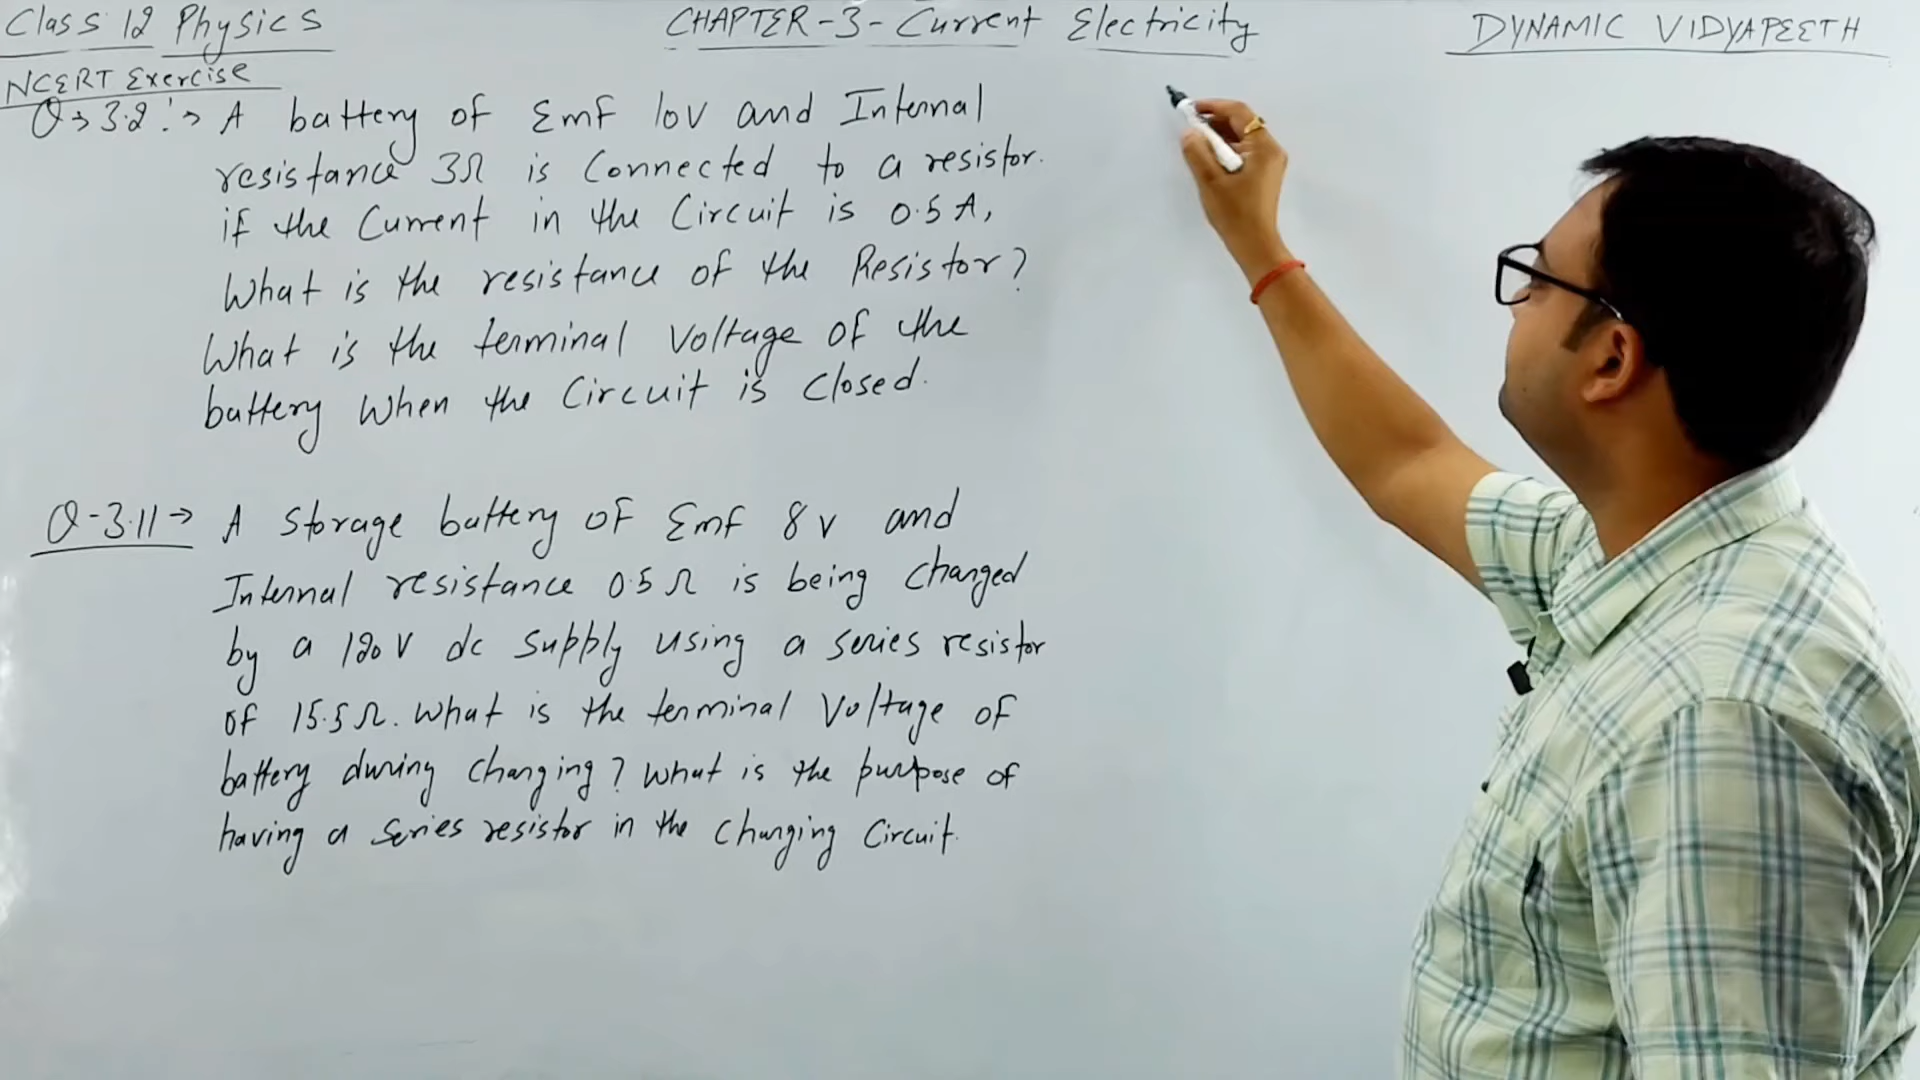 Class 12 Physics
CHAPTER-3- Current Electricity
DYNAMIC VIDYAPEETH
NCERT Exercise
Q→3.2:→ A battery of Emf 10V and Internal
resistance 3Ω is Connected to a resistor.
if the Current in the Circuit is 0.5 A,
What is the resistance of the Resistor?
What is the terminal Voltage of the
battery when the Circuit is closed.
Q-3.11→ A Storage battery of Emf 8 V and
Internal resistance 0.5 Ω is being charged
by a 120 V dc supply using a series resistor
of 15.5 Ω. What is the terminal Voltage of
battery during charging? What is the purpose of
having a series resistor in the charging Circuit.